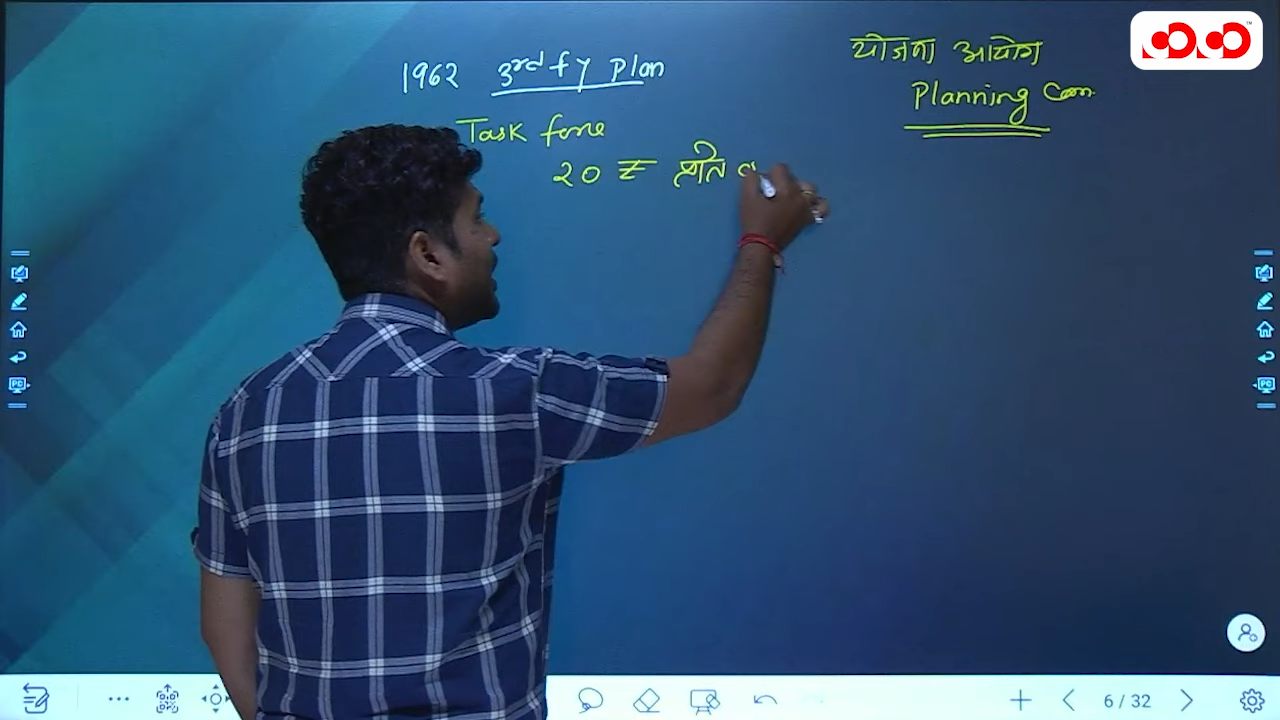 1962 3rd fy plan
Task force
20 ₹ प्रति व
योजना आयोग
Planning Com.
6 / 32